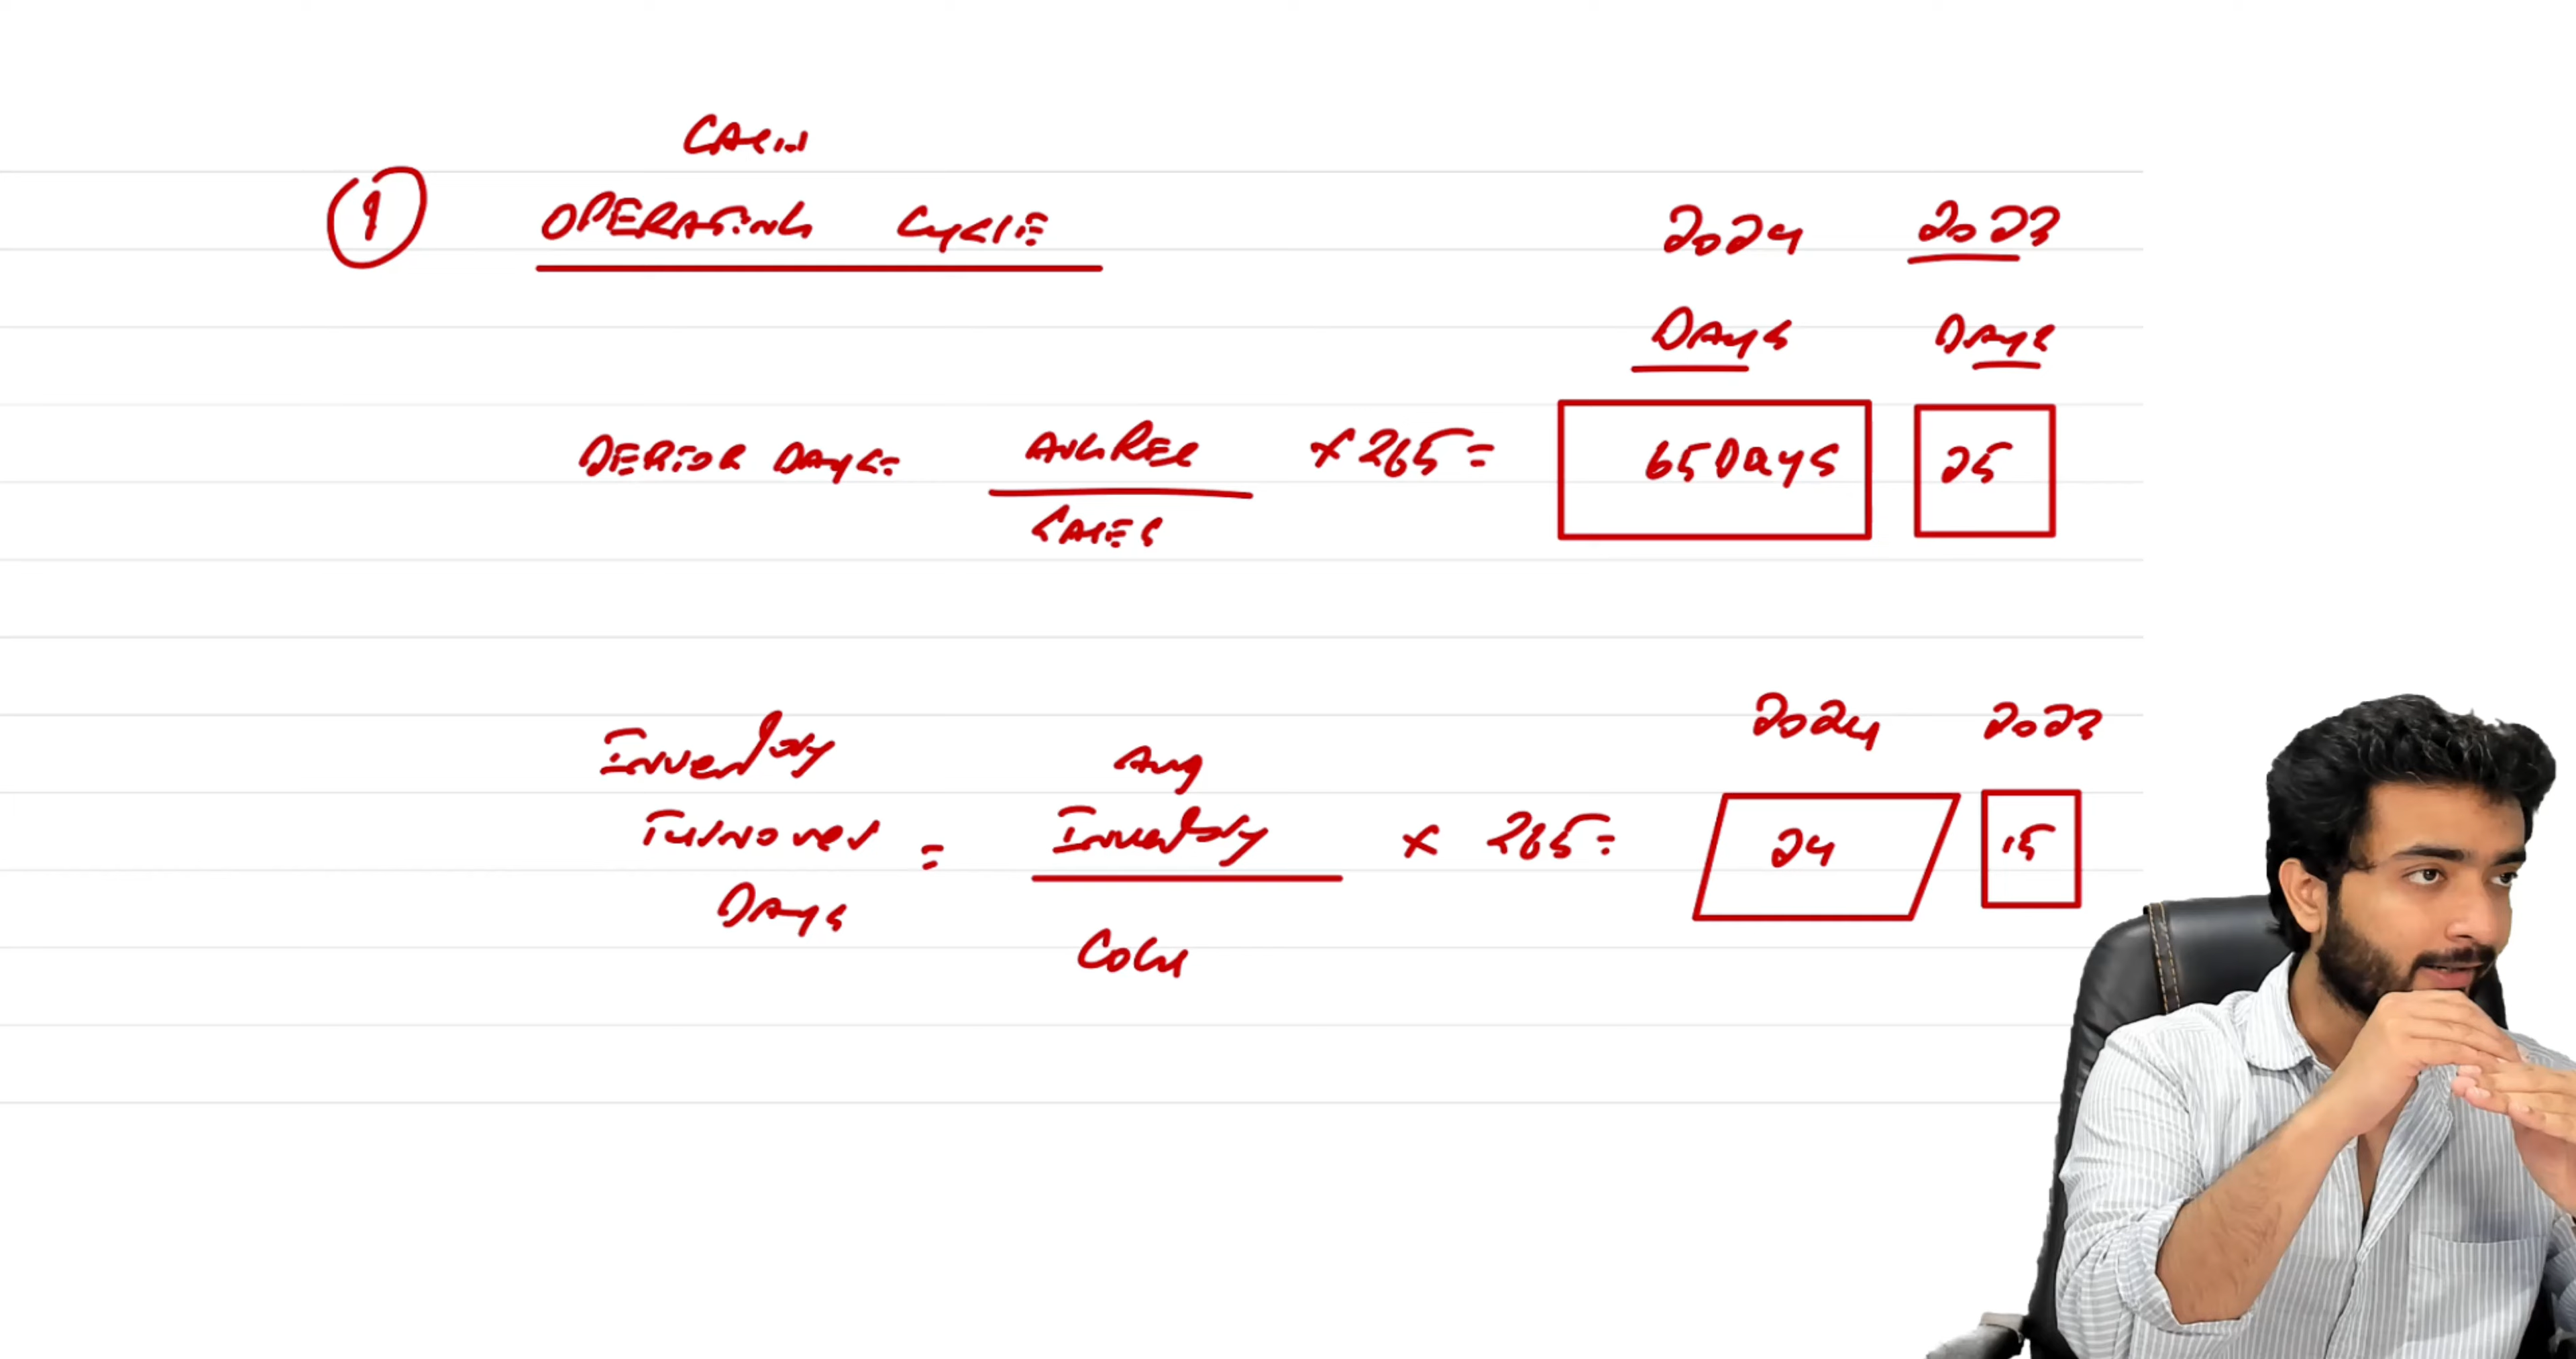 CASH
① OPERATING CYCLE 2024 2023
DAYS DAYS
DEBTOR DAYS = AVG REC × 365 = 65 DAYS 25
SALES
Inventory 2024 2023
Turnover = Avg Inventory × 365 = 24 15
Days COGS